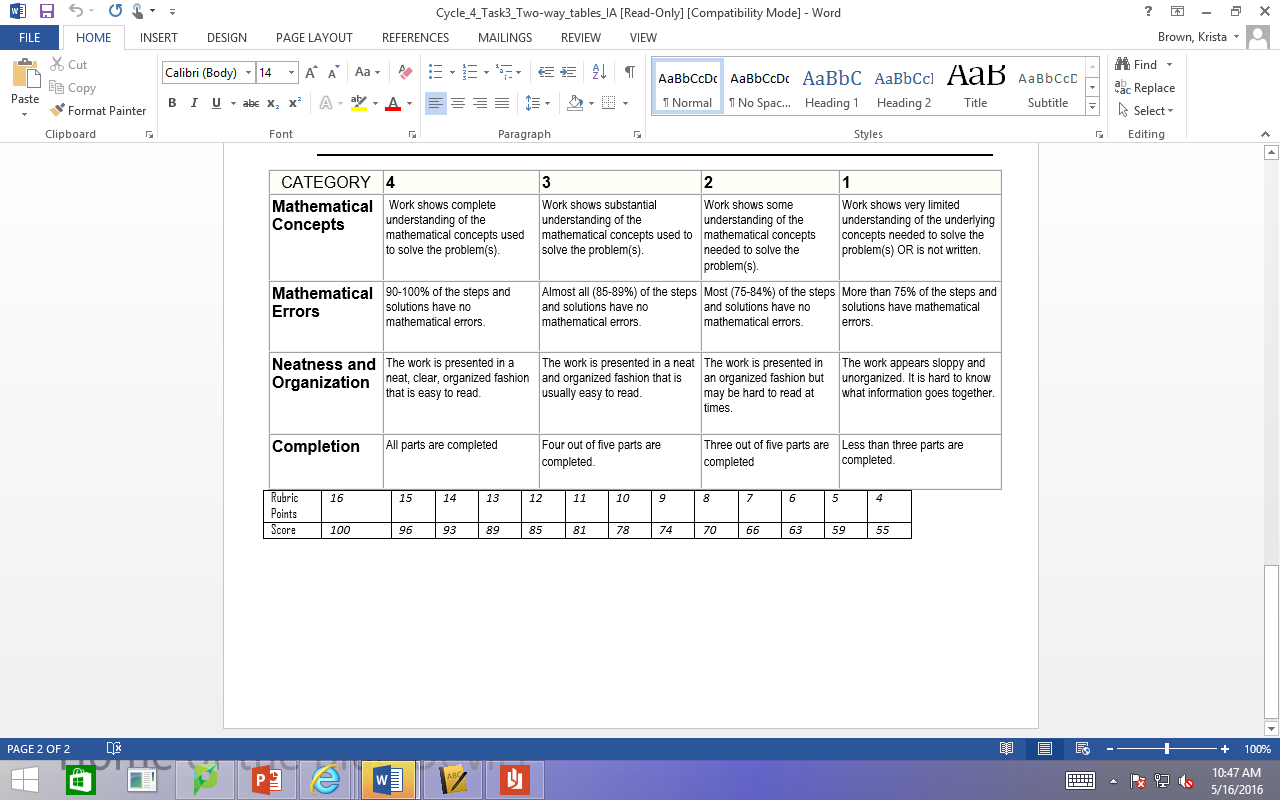 Cycle_4_Task3_Two-way_tables_IA [Read-Only] [Compatibility Mode] - Word
FILE HOME INSERT DESIGN PAGE LAYOUT REFERENCES MAILINGS REVIEW VIEW Brown, Krista
Paste
Cut
Copy
Format Painter
Clipboard
Calibri (Body) 14
Font
Paragraph
AaBbCcDc AaBbCcDc AaBbC AaBbCcI AaB AaBbCcD
¶ Normal ¶ No Spac... Heading 1 Heading 2 Title Subtitle
Styles
Find
Replace
Select
Editing
CATEGORY 4 3 2 1
Mathematical
Concepts
Work shows complete
understanding of the
mathematical concepts used
to solve the problem(s).
Work shows substantial
understanding of the
mathematical concepts used to
solve the problem(s).
Work shows some
understanding of the
mathematical concepts
needed to solve the
problem(s).
Work shows very limited
understanding of the underlying
concepts needed to solve the
problem(s) OR is not written.
Mathematical
Errors
90-100% of the steps and
solutions have no
mathematical errors.
Almost all (85-89%) of the steps
and solutions have no
mathematical errors.
Most (75-84%) of the steps
and solutions have no
mathematical errors.
More than 75% of the steps and
solutions have mathematical
errors.
Neatness and
Organization
The work is presented in a
neat, clear, organized fashion
that is easy to read.
The work is presented in a neat
and organized fashion that is
usually easy to read.
The work is presented in
an organized fashion but
may be hard to read at
times.
The work appears sloppy and
unorganized. It is hard to know
what information goes together.
Completion
All parts are completed
Four out of five parts are
completed.
Three out of five parts are
completed
Less than three parts are
completed.
Rubric
Points
16 15 14 13 12 11 10 9 8 7 6 5 4
Score 100 96 93 89 85 81 78 74 70 66 63 59 55
PAGE 2 OF 2
100%
10:47 AM
5/16/2016